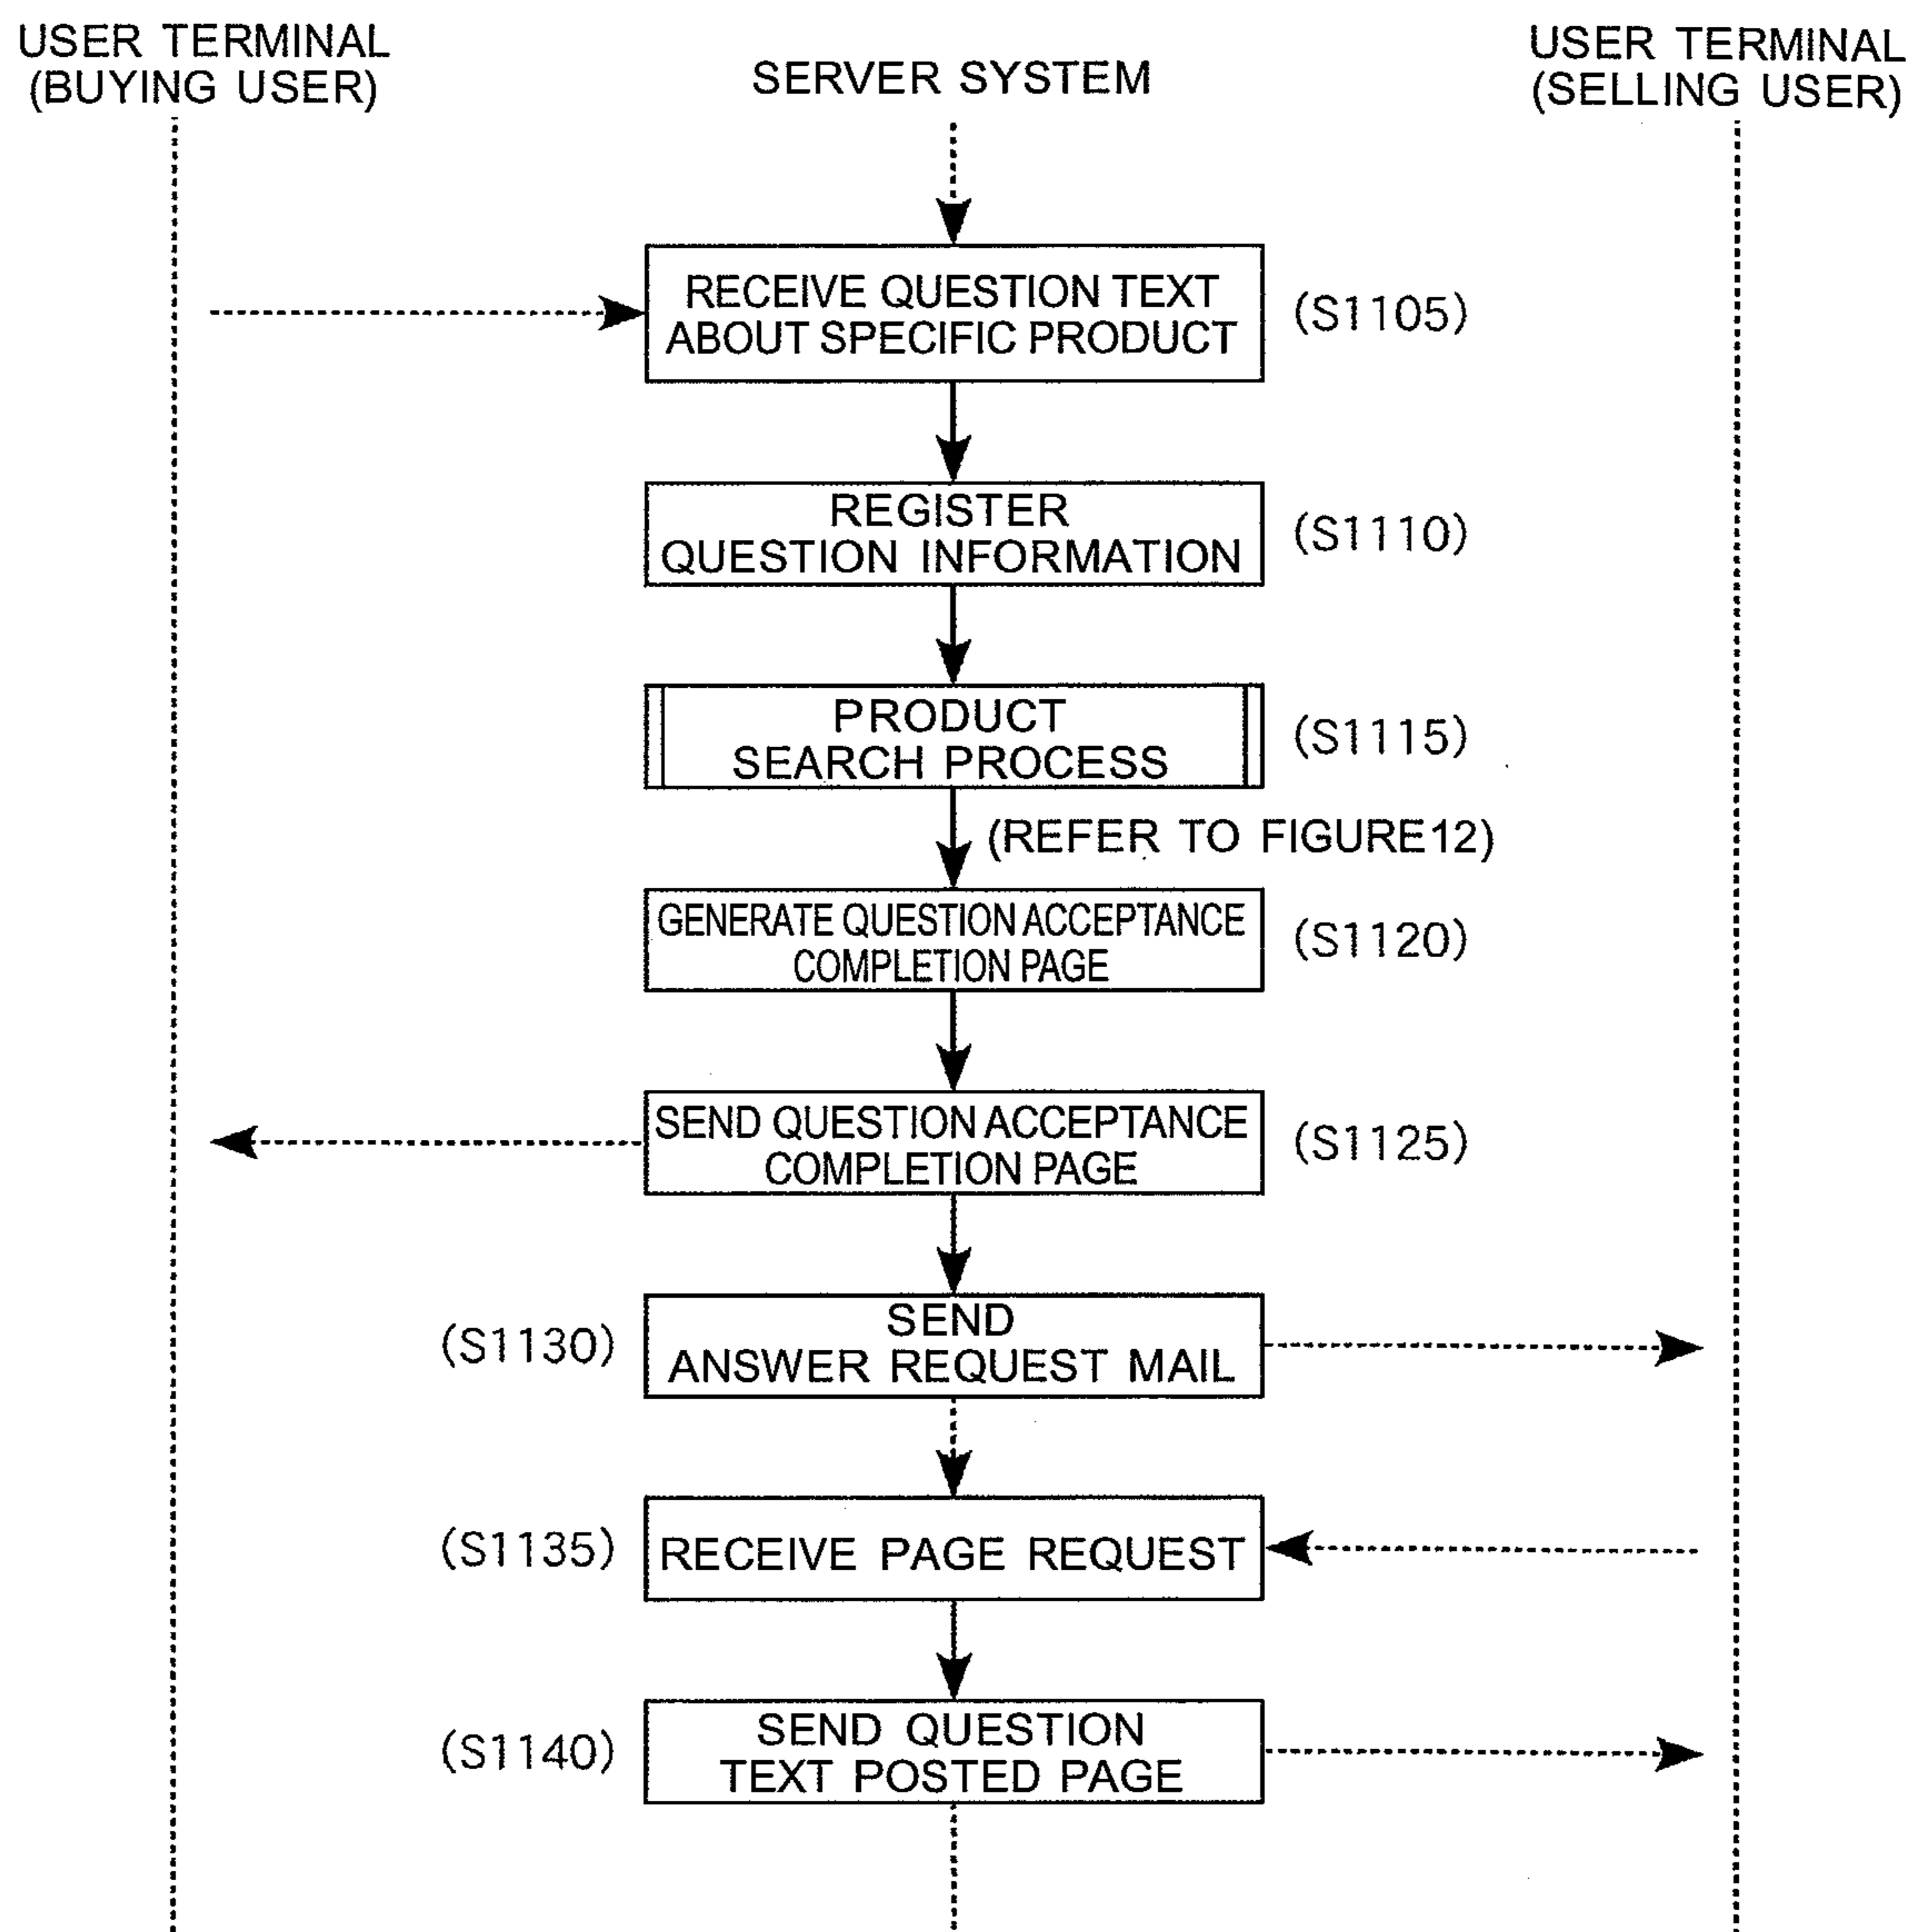 USER TERMINAL
(BUYING USER)
SERVER SYSTEM
USER TERMINAL
(SELLING USER)
RECEIVE QUESTION TEXT
ABOUT SPECIFIC PRODUCT
(S1105)
REGISTER
QUESTION INFORMATION
(S1110)
PRODUCT
SEARCH PROCESS
(S1115)
(REFER TO FIGURE12)
GENERATE QUESTION ACCEPTANCE
COMPLETION PAGE
(S1120)
SEND QUESTION ACCEPTANCE
COMPLETION PAGE
(S1125)
(S1130)
SEND
ANSWER REQUEST MAIL
(S1135)
RECEIVE PAGE REQUEST
(S1140)
SEND QUESTION
TEXT POSTED PAGE